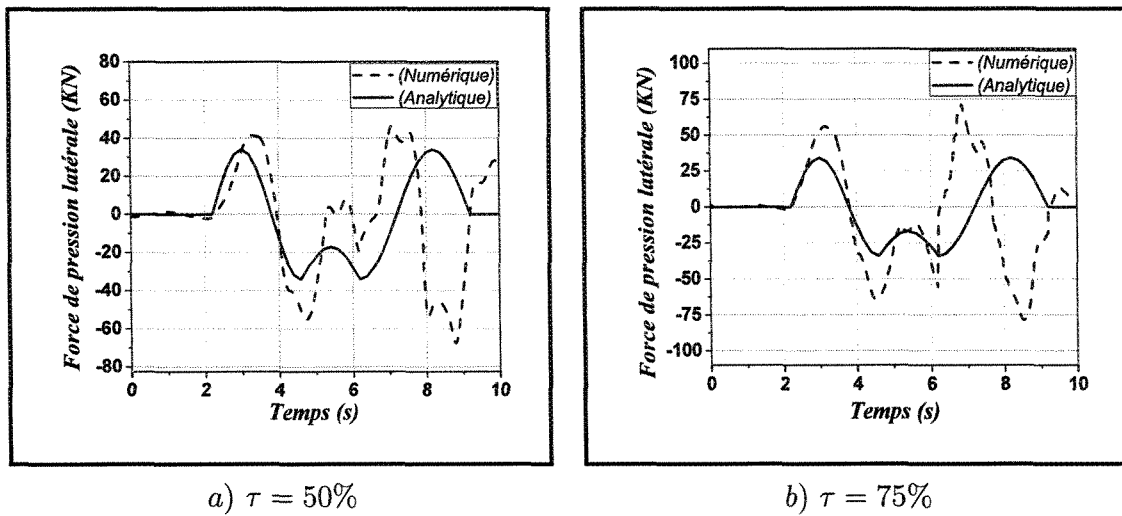 Force de pression latérale (KN)
80
60
40
20
0
-20
-40
-60
-80
(Numérique)
(Analytique)
0 2 4 6 8 10
Temps (s)
a) τ = 50%
Force de pression latérale (KN)
100
75
50
25
0
-25
-50
-75
-100
(Numérique)
(Analytique)
0 2 4 6 8 10
Temps (s)
b) τ = 75%